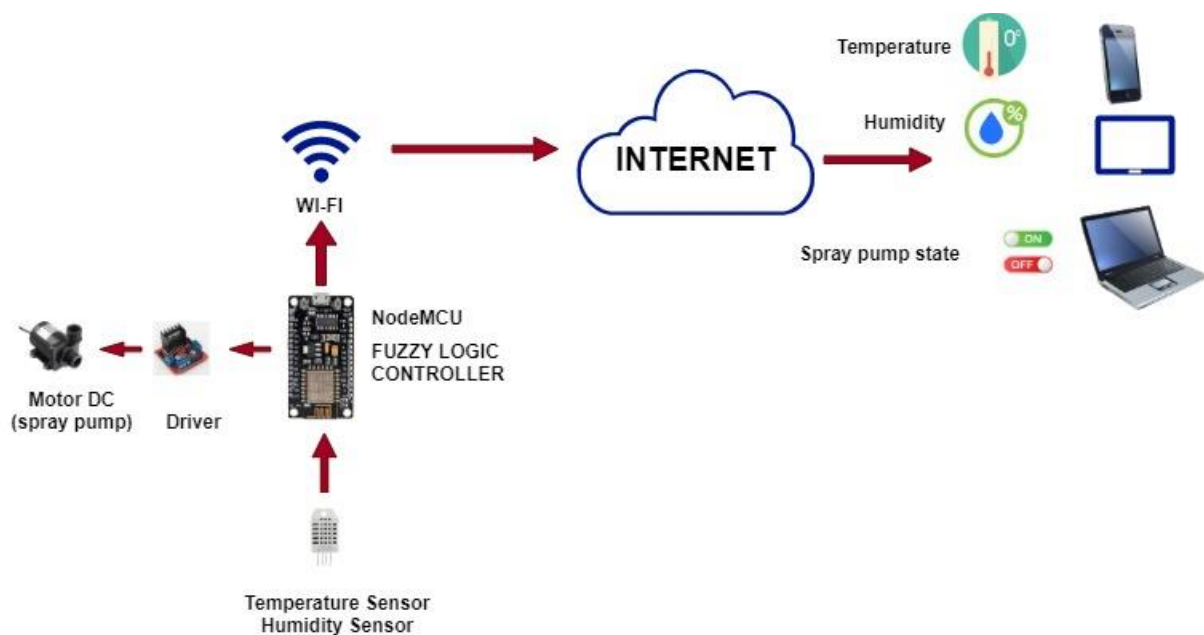 Temperature
0°
Humidity
%
INTERNET
WI-FI
Spray pump state
ON
OFF
NodeMCU
FUZZY LOGIC
CONTROLLER
Motor DC
(spray pump)
Driver
Temperature Sensor
Humidity Sensor